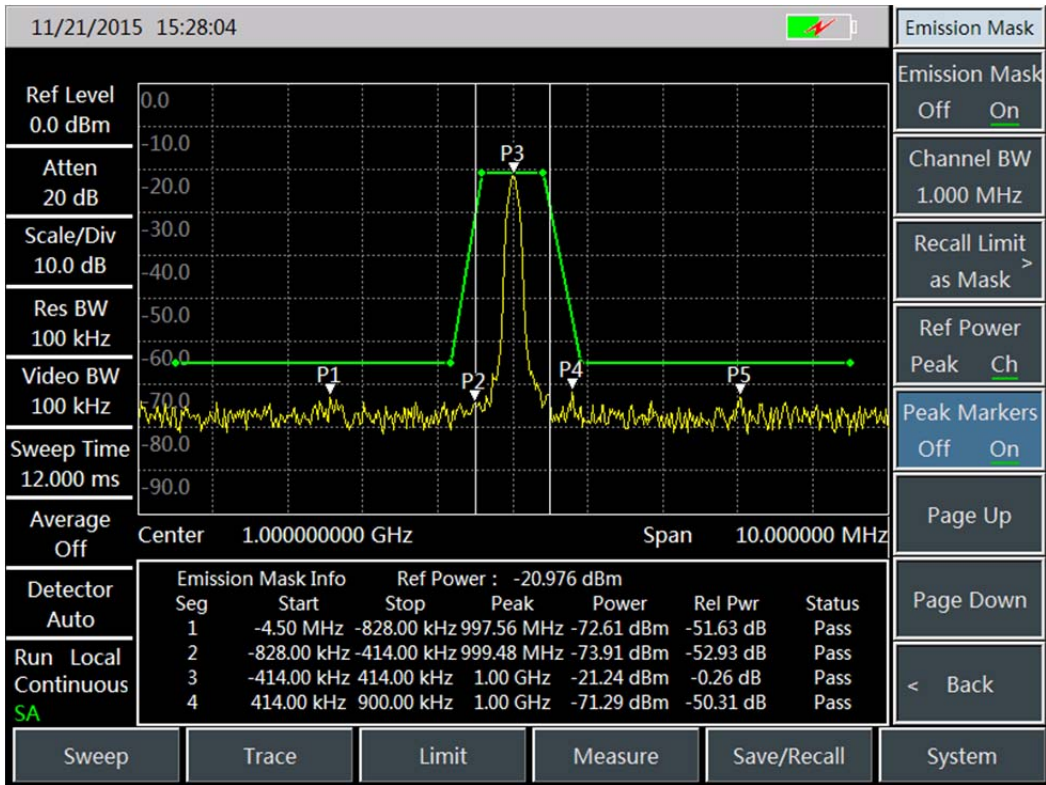 11/21/2015 15:28:04
Emission Mask
Ref Level
0.0 dBm
Atten
20 dB
Scale/Div
10.0 dB
Res BW
100 kHz
Video BW
100 kHz
Sweep Time
12.000 ms
Average
Off
Detector
Auto
Run Local
Continuous
SA
0.0
-10.0
-20.0
-30.0
-40.0
-50.0
-60.0
-70.0
-80.0
-90.0
P1
P2
P3
P4
P5
Center 1.000000000 GHz Span 10.000000 MHz
Emission Mask Info Ref Power : -20.976 dBm
Seg Start Stop Peak Power Rel Pwr Status
1 -4.50 MHz -828.00 kHz 997.56 MHz -72.61 dBm -51.63 dB Pass
2 -828.00 kHz -414.00 kHz 999.48 MHz -73.91 dBm -52.93 dB Pass
3 -414.00 kHz 414.00 kHz 1.00 GHz -21.24 dBm -0.26 dB Pass
4 414.00 kHz 900.00 kHz 1.00 GHz -71.29 dBm -50.31 dB Pass
Emission Mask
Off On
Channel BW
1.000 MHz
Recall Limit
as Mask >
Ref Power
Peak Ch
Peak Markers
Off On
Page Up
Page Down
< Back
Sweep Trace Limit Measure Save/Recall System